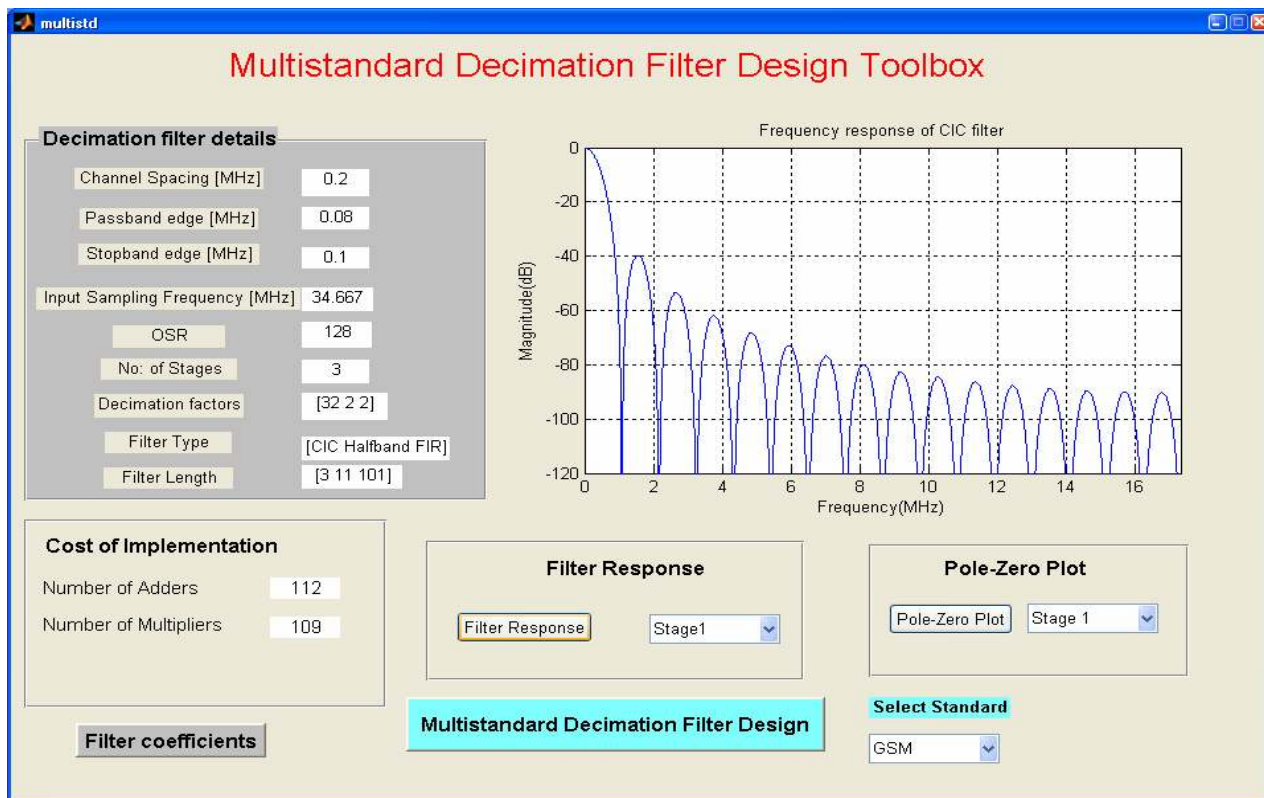 multistd
Multistandard Decimation Filter Design Toolbox
Decimation filter details
Channel Spacing [MHz] 0.2
Passband edge [MHz] 0.08
Stopband edge [MHz] 0.1
Input Sampling Frequency [MHz] 34.667
OSR 128
No: of Stages 3
Decimation factors [32 2 2]
Filter Type [CIC Halfband FIR]
Filter Length [3 11 101]
Frequency response of CIC filter
Magnitude(dB)
0
-20
-40
-60
-80
-100
-120
0 2 4 6 8 10 12 14 16
Frequency(MHz)
Cost of Implementation
Number of Adders 112
Number of Multipliers 109
Filter Response
Filter Response Stage1
Pole-Zero Plot
Pole-Zero Plot Stage 1
Filter coefficients
Multistandard Decimation Filter Design
Select Standard
GSM